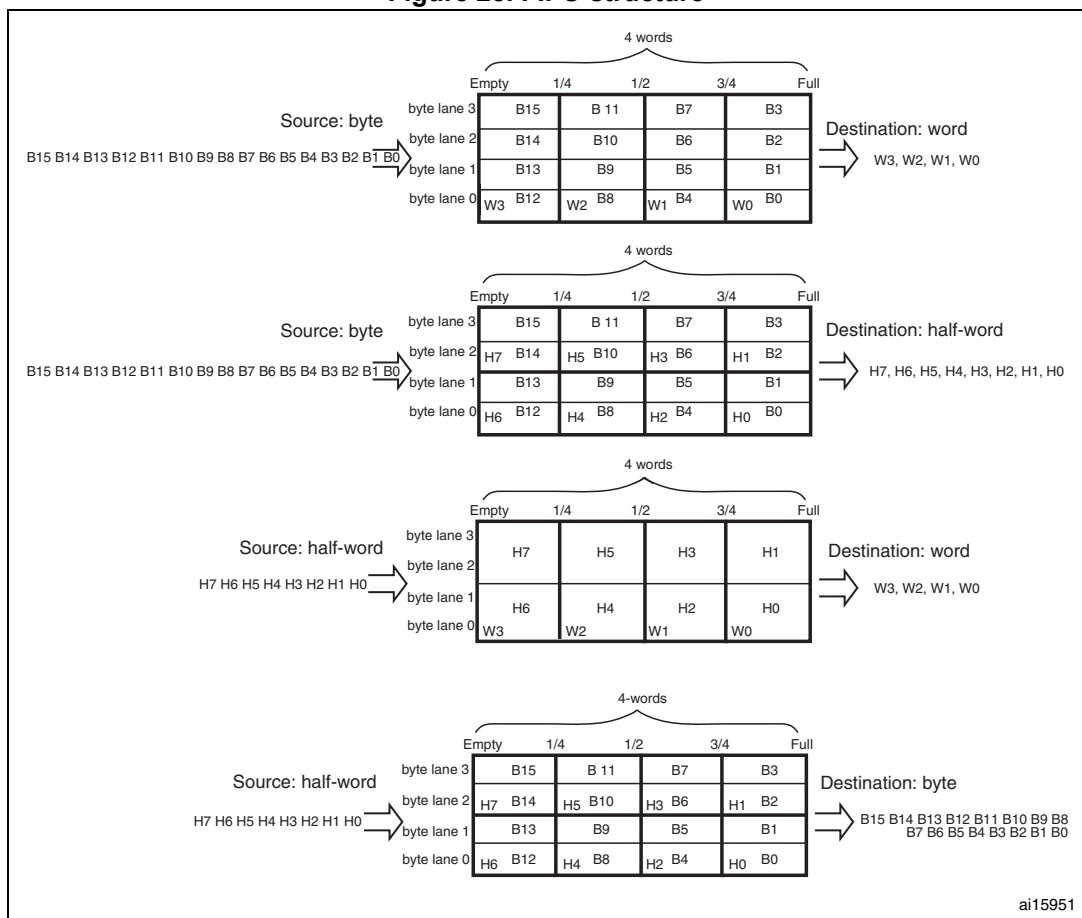 4 words
Empty 1/4 1/2 3/4 Full
byte lane 3 B15 B 11 B7 B3
Source: byte
byte lane 2 B14 B10 B6 B2
Destination: word
B15 B14 B13 B12 B11 B10 B9 B8 B7 B6 B5 B4 B3 B2 B1 B0
W3, W2, W1, W0
byte lane 1 B13 B9 B5 B1
byte lane 0 W3 B12 W2 B8 W1 B4 W0 B0
4 words
Empty 1/4 1/2 3/4 Full
byte lane 3 B15 B 11 B7 B3
Source: byte
Destination: half-word
byte lane 2 H7 B14 H5 B10 H3 B6 H1 B2
B15 B14 B13 B12 B11 B10 B9 B8 B7 B6 B5 B4 B3 B2 B1 B0
H7, H6, H5, H4, H3, H2, H1, H0
byte lane 1 B13 B9 B5 B1
byte lane 0 H6 B12 H4 B8 H2 B4 H0 B0
4 words
Empty 1/4 1/2 3/4 Full
byte lane 3
Source: half-word
H7 H5 H3 H1
Destination: word
byte lane 2
H7 H6 H5 H4 H3 H2 H1 H0
W3, W2, W1, W0
byte lane 1
H6 H4 H2 H0
byte lane 0 W3 W2 W1 W0
4-words
Empty 1/4 1/2 3/4 Full
byte lane 3 B15 B 11 B7 B3
Source: half-word
Destination: byte
byte lane 2 H7 B14 H5 B10 H3 B6 H1 B2
H7 H6 H5 H4 H3 H2 H1 H0
B15 B14 B13 B12 B11 B10 B9 B8
B7 B6 B5 B4 B3 B2 B1 B0
byte lane 1 B13 B9 B5 B1
byte lane 0 H6 B12 H4 B8 H2 B4 H0 B0
ai15951